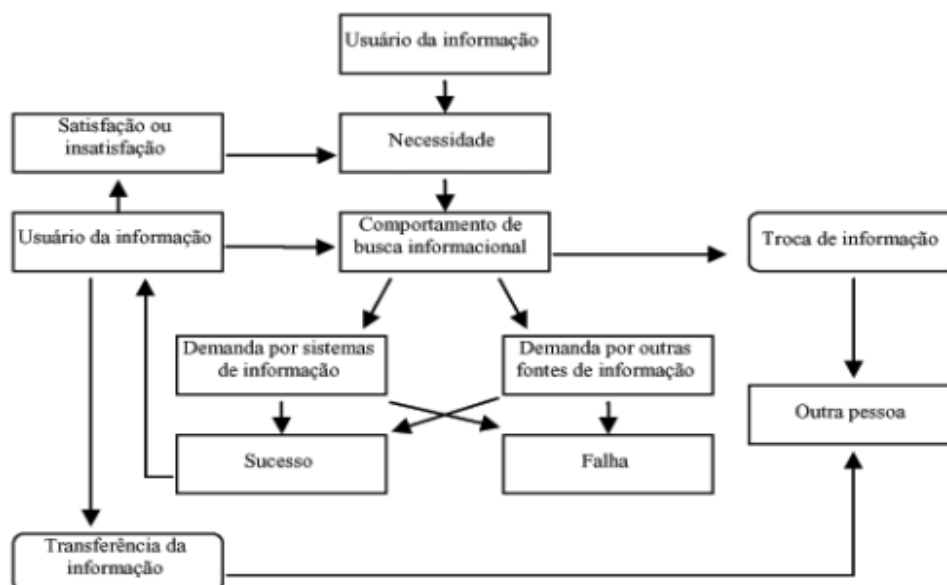 Usuário da informação
Satisfação ou
insatisfação
Necessidade
Usuário da informação
Comportamento de
busca informacional
Troca de informação
Demanda por sistemas
de informação
Demanda por outras
fontes de informação
Outra pessoa
Sucesso
Falha
Transferência da
informação